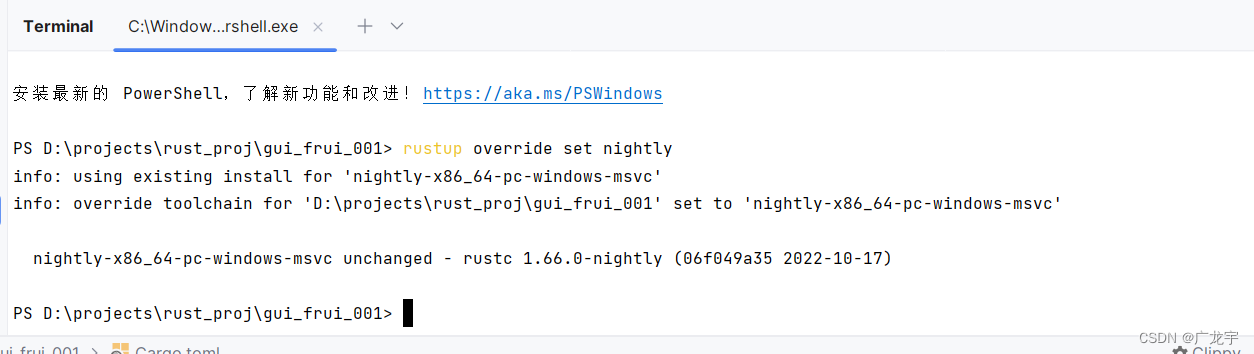 Terminal C:\Window...rshell.exe
安装最新的 PowerShell，了解新功能和改进！https://aka.ms/PSWindows
PS D:\projects\rust_proj\gui_frui_001> rustup override set nightly
info: using existing install for 'nightly-x86_64-pc-windows-msvc'
info: override toolchain for 'D:\projects\rust_proj\gui_frui_001' set to 'nightly-x86_64-pc-windows-msvc'
nightly-x86_64-pc-windows-msvc unchanged - rustc 1.66.0-nightly (06f049a35 2022-10-17)
PS D:\projects\rust_proj\gui_frui_001>
CSDN @广龙宇
ui_frui_001 > Cargo.toml Clippy